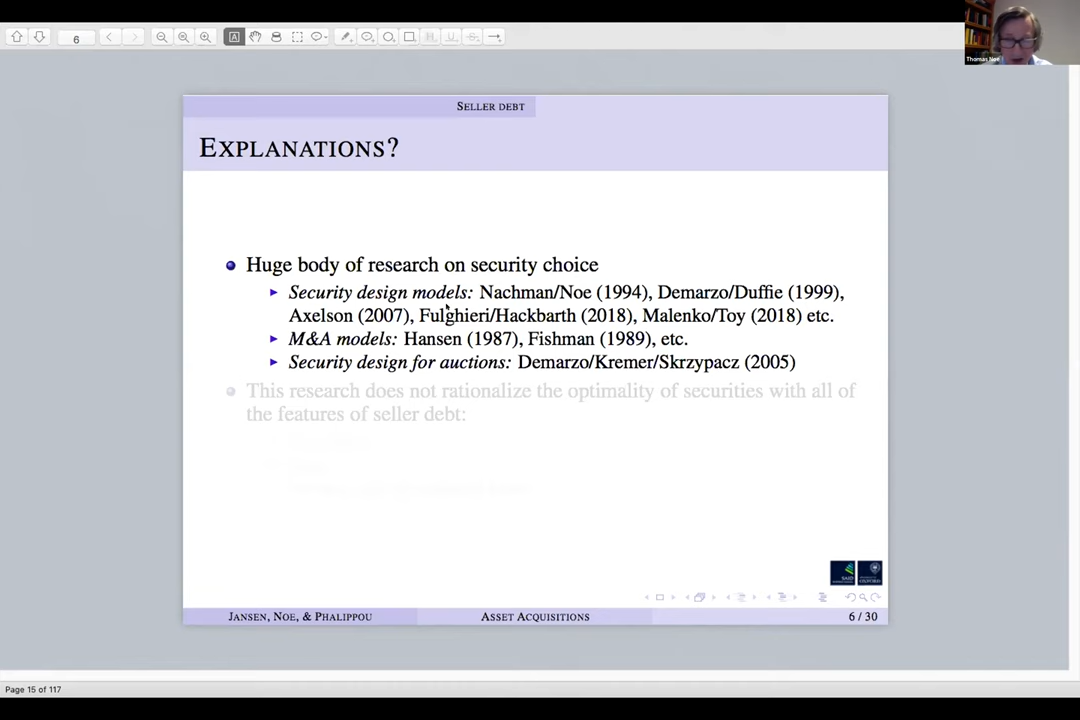 6
Thomas Noe
SELLER DEBT
EXPLANATIONS?
Huge body of research on security choice
Security design models: Nachman/Noe (1994), Demarzo/Duffie (1999),
Axelson (2007), Fulghieri/Hackbarth (2018), Malenko/Toy (2018) etc.
M&A models: Hansen (1987), Fishman (1989), etc.
Security design for auctions: Demarzo/Kremer/Skrzypacz (2005)
This research does not rationalize the optimality of securities with all of
the features of seller debt:
JANSEN, NOE, & PHALIPPOU
ASSET ACQUISITIONS
6 / 30
Page 15 of 117